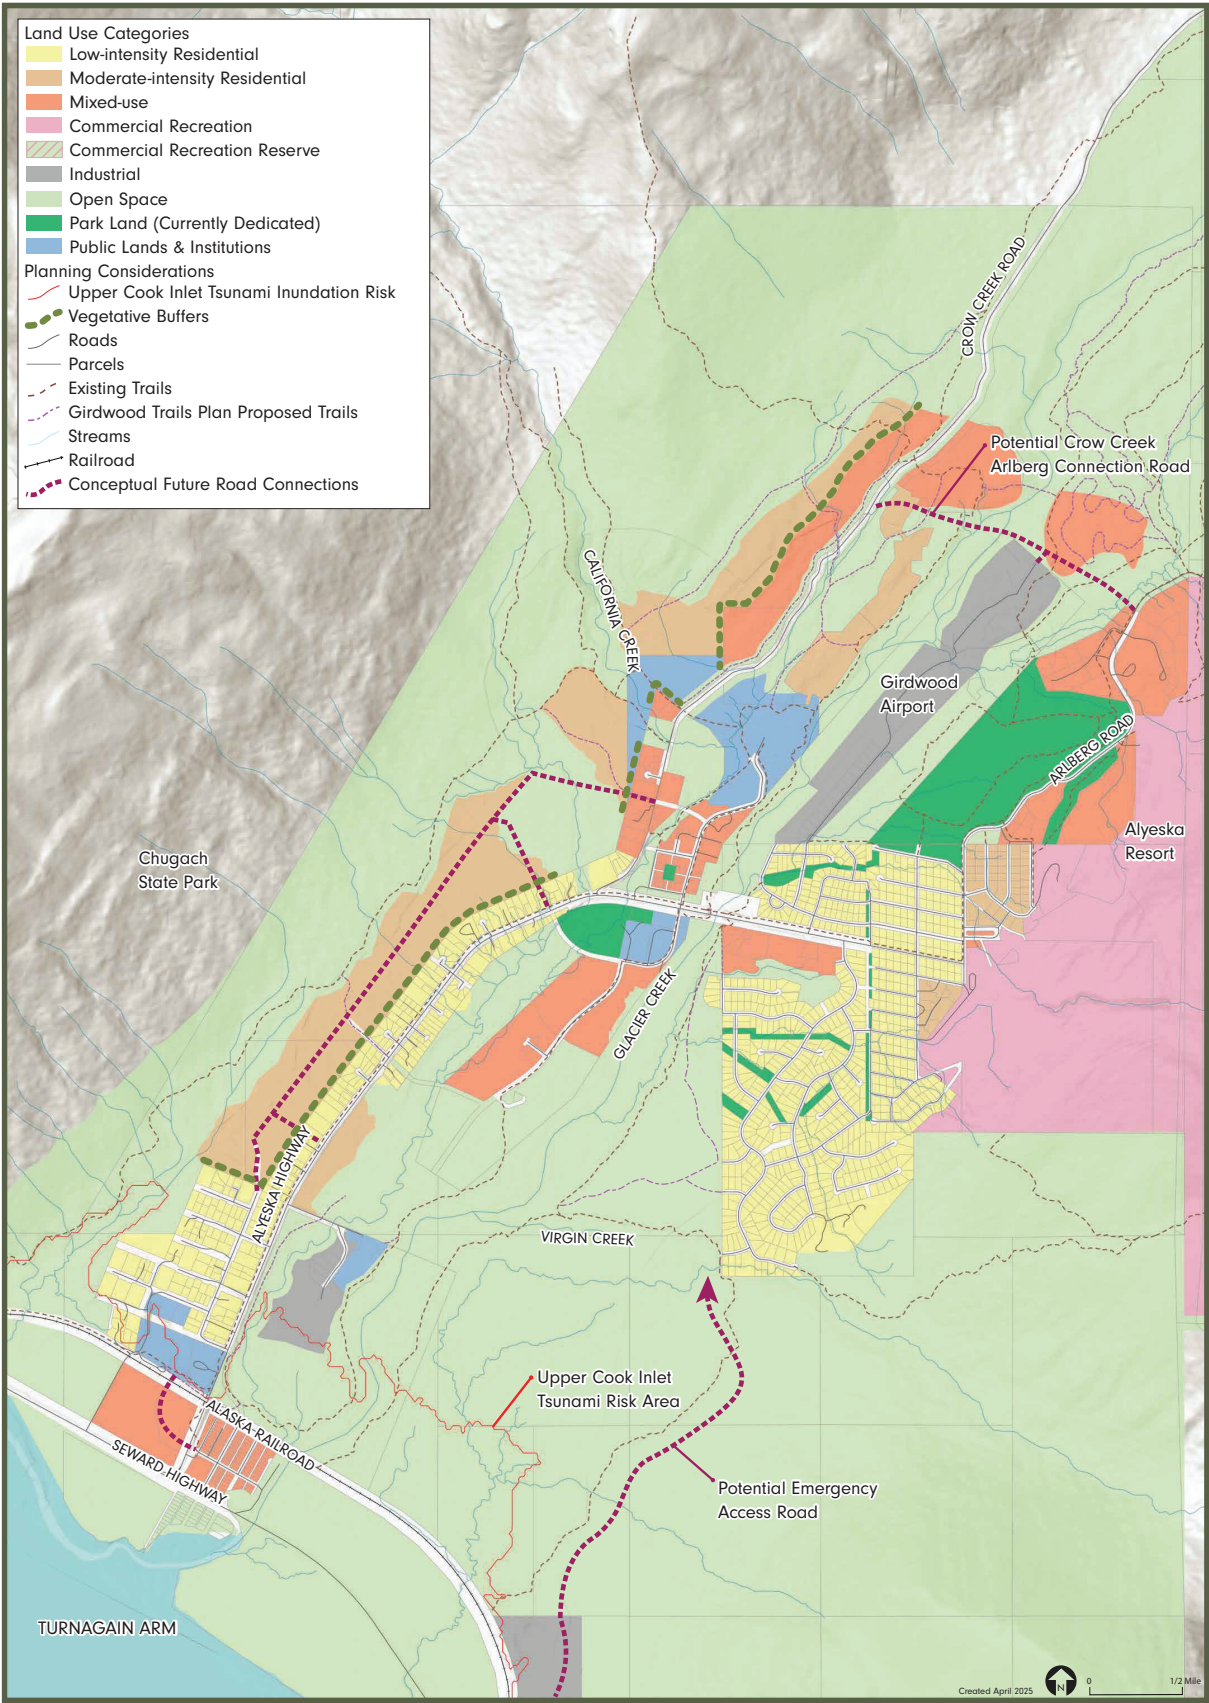 Land Use Categories
Low-intensity Residential
Moderate-intensity Residential
Mixed-use
Commercial Recreation
Commercial Recreation Reserve
Industrial
Open Space
Park Land (Currently Dedicated)
Public Lands & Institutions
Planning Considerations
Upper Cook Inlet Tsunami Inundation Risk
Vegetative Buffers
Roads
Parcels
Existing Trails
Girdwood Trails Plan Proposed Trails
Streams
Railroad
Conceptual Future Road Connections
CROW CREEK ROAD
Potential Crow Creek
Arlberg Connection Road
CALIFORNIA CREEK
Girdwood
Airport
ARLBERG ROAD
Alyeska
Resort
Chugach
State Park
GLACIER CREEK
ALYESKA HIGHWAY
VIRGIN CREEK
Upper Cook Inlet
Tsunami Risk Area
ALASKA RAILROAD
SEWARD HIGHWAY
Potential Emergency
Access Road
TURNAGAIN ARM
Created April 2025
N
0
1/2 Mile